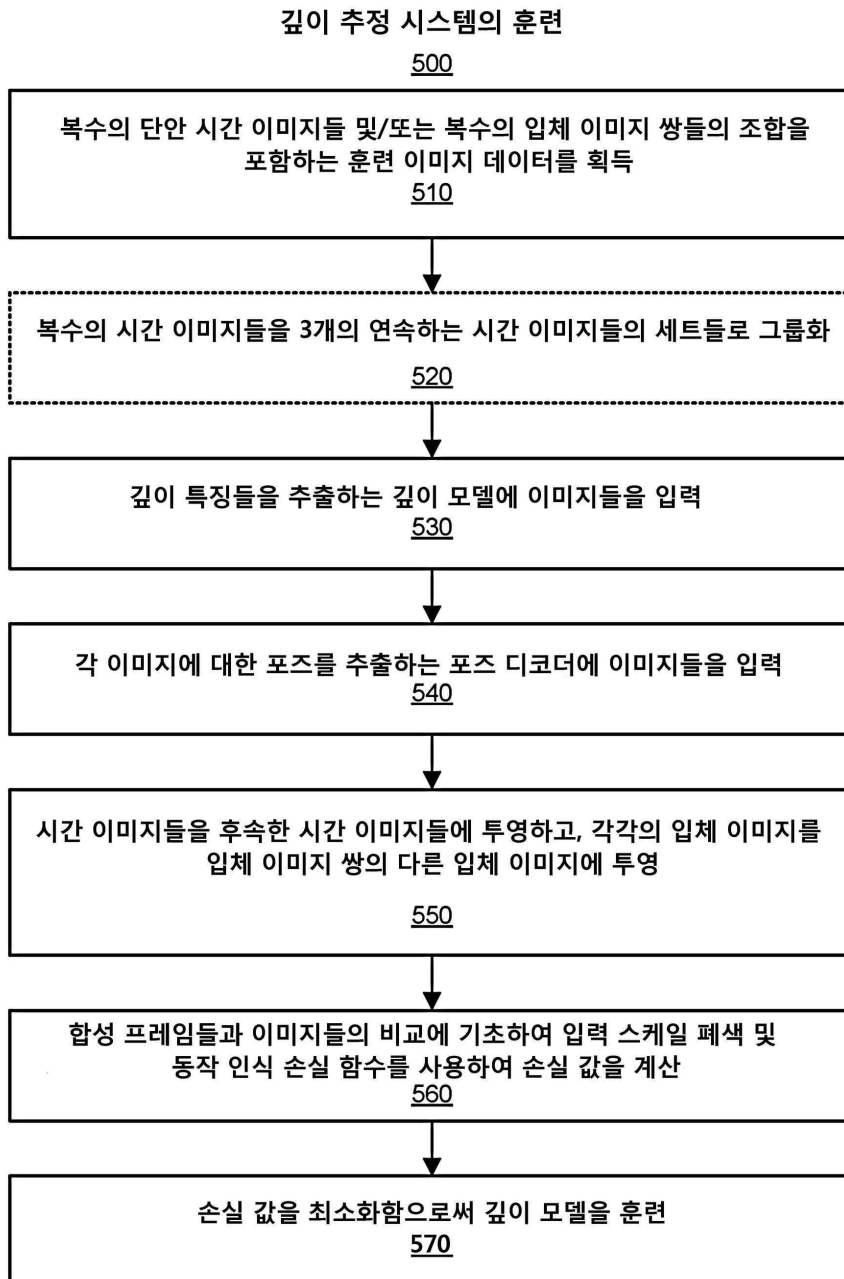 깊이 추정 시스템의 훈련
500
복수의 단안 시간 이미지들 및/또는 복수의 입체 이미지 쌍들의 조합을
포함하는 훈련 이미지 데이터를 획득
510
복수의 시간 이미지들을 3개의 연속하는 시간 이미지들의 세트들로 그룹화
520
깊이 특징들을 추출하는 깊이 모델에 이미지들을 입력
530
각 이미지에 대한 포즈를 추출하는 포즈 디코더에 이미지들을 입력
540
시간 이미지들을 후속한 시간 이미지들에 투영하고, 각각의 입체 이미지를
입체 이미지 쌍의 다른 입체 이미지에 투영
550
합성 프레임들과 이미지들의 비교에 기초하여 입력 스케일 폐색 및
동작 인식 손실 함수를 사용하여 손실 값을 계산
560
손실 값을 최소화함으로써 깊이 모델을 훈련
570